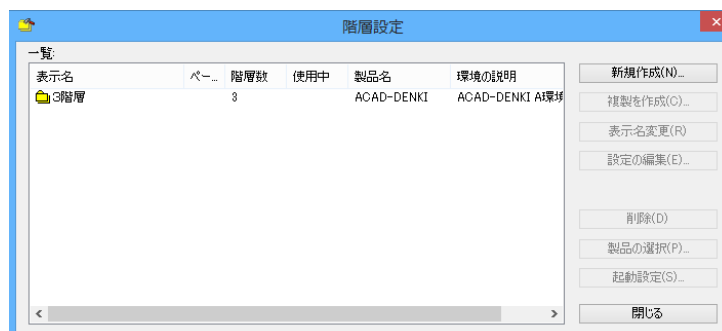 階層設定
一覧:
表示名 ペー... 階層数 使用中 製品名 環境の説明
3階層 3 ACAD-DENKI ACAD-DENKI A環境
新規作成(N)...
複製を作成(C)...
表示名変更(R)
設定の編集(E)...
削除(D)
製品の選択(P)...
起動設定(S)...
閉じる